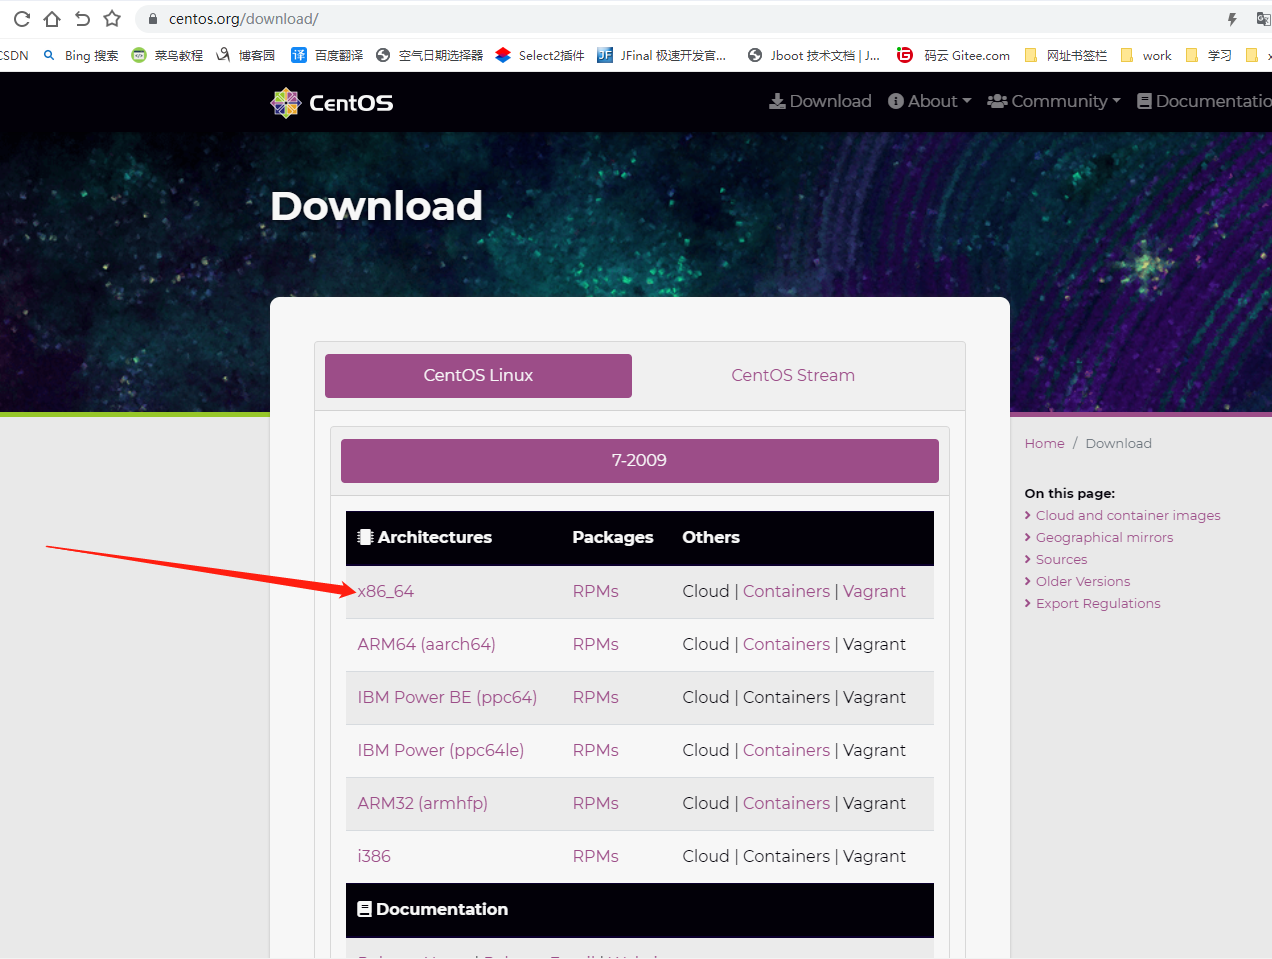 centos.org/download/
CSDN Bing 搜索 菜鸟教程 博客园 译 百度翻译 空气日期选择器 Select2插件 JF JFinal 极速开发官... Jboot 技术文档 | J... G 码云 Gitee.com 网址书签栏 work 学习
CentOS Download About Community Documentatio
Download
CentOS Linux CentOS Stream
7-2009
Home / Download
On this page:
Cloud and container images
Geographical mirrors
Sources
Older Versions
Export Regulations
Architectures Packages Others
x86_64 RPMs Cloud | Containers | Vagrant
ARM64 (aarch64) RPMs Cloud | Containers | Vagrant
IBM Power BE (ppc64) RPMs Cloud | Containers | Vagrant
IBM Power (ppc64le) RPMs Cloud | Containers | Vagrant
ARM32 (armhfp) RPMs Cloud | Containers | Vagrant
i386 RPMs Cloud | Containers | Vagrant
Documentation